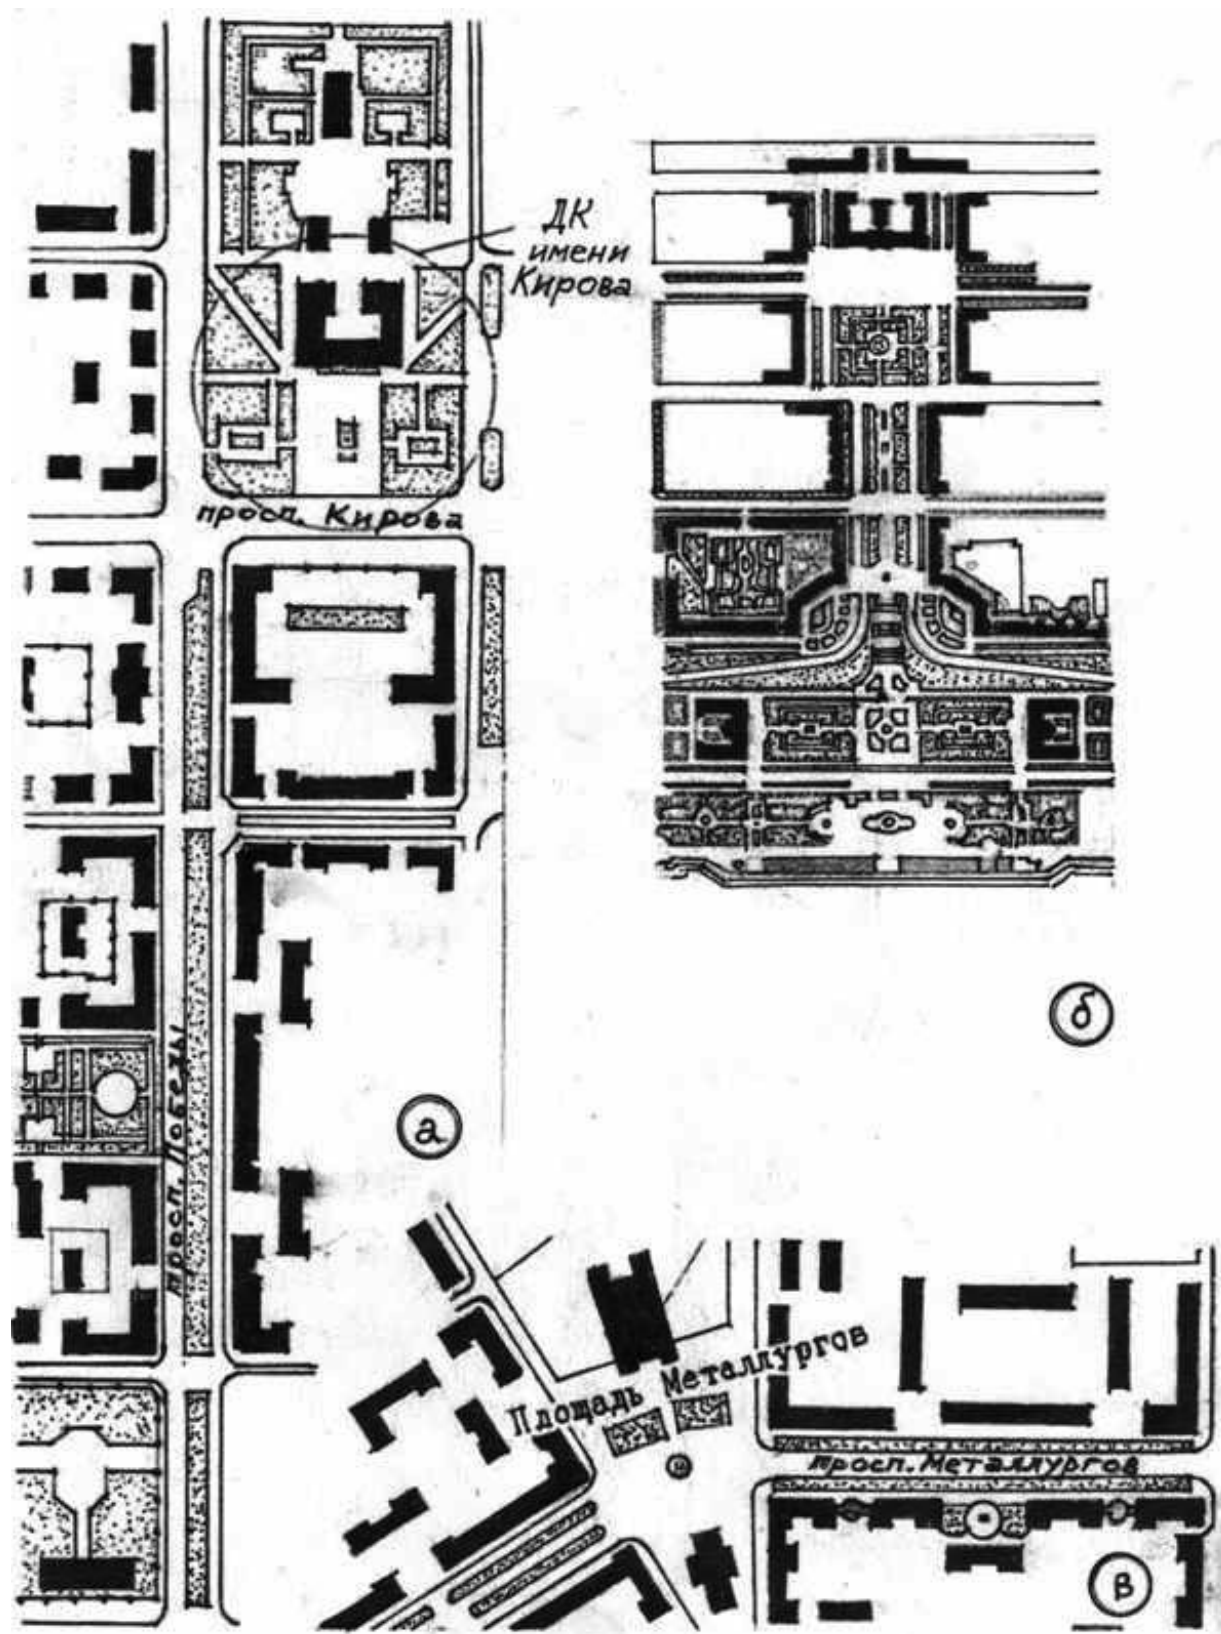 ДК
имени
Кирова
просп. Кирова
б
просп. Победы
а
Площадь Металлургов
просп. Металлургов
в